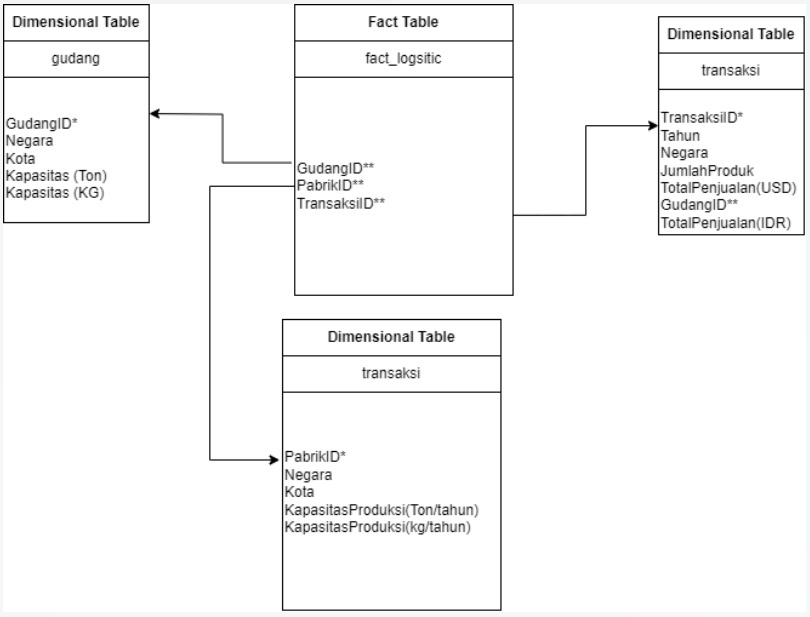 Dimensional Table
gudang
GudangID*
Negara
Kota
Kapasitas (Ton)
Kapasitas (KG)
Fact Table
fact_logsitic
GudangID**
PabrikID**
TransaksiID**
Dimensional Table
transaksi
TransaksiID*
Tahun
Negara
JumlahProduk
TotalPenjualan(USD)
GudangID**
TotalPenjualan(IDR)
Dimensional Table
transaksi
PabrikID*
Negara
Kota
KapasitasProduksi(Ton/tahun)
KapasitasProduksi(kg/tahun)